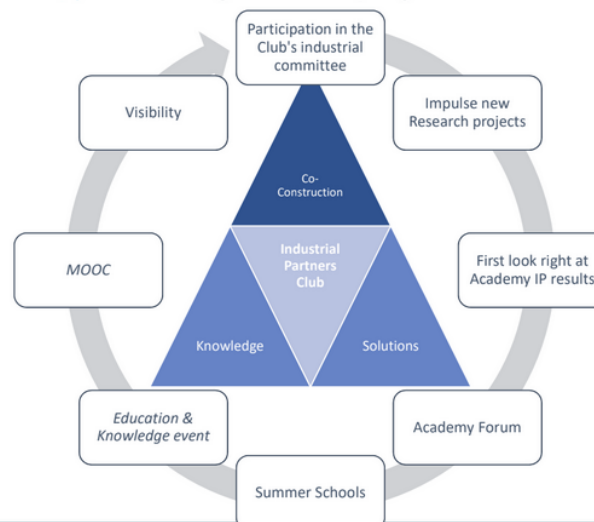 Participation in the
Club's industrial
committee
Impulse new
Research projects
First look right at
Academy IP results
Academy Forum
Summer Schools
Education &
Knowledge event
MOOC
Visibility
Co-
Construction
Industrial
Partners
Club
Knowledge
Solutions